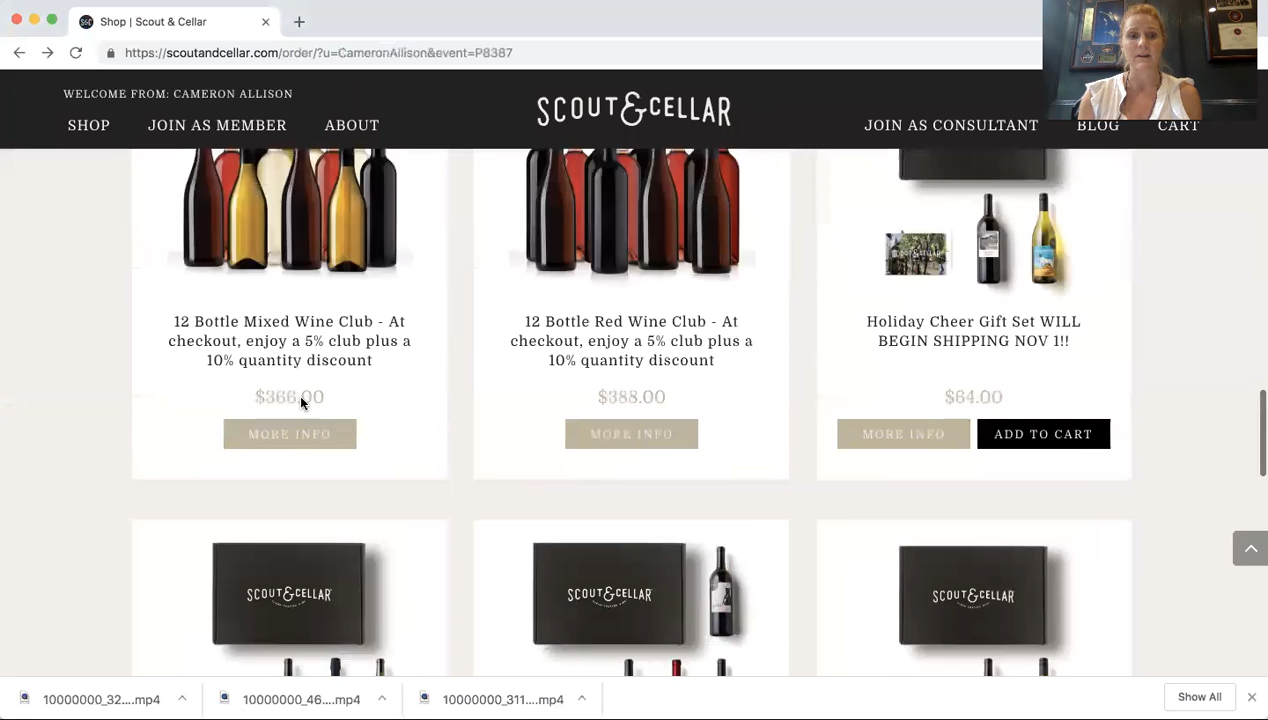 Shop | Scout & Cellar
https://scoutandcellar.com/order/?u=CameronAllison&event=P8387
WELCOME FROM: CAMERON ALLISON
SHOP JOIN AS MEMBER ABOUT
SCOUT & CELLAR
JOIN AS CONSULTANT BLOG CART
12 Bottle Mixed Wine Club - At
checkout, enjoy a 5% club plus a
10% quantity discount
$366.00
MORE INFO
12 Bottle Red Wine Club - At
checkout, enjoy a 5% club plus a
10% quantity discount
$388.00
MORE INFO
SCOUT & CELLAR
Holiday Cheer Gift Set WILL
BEGIN SHIPPING NOV 1!!
$64.00
MORE INFO ADD TO CART
SCOUT & CELLAR
SCOUT & CELLAR
SCOUT & CELLAR
10000000_32....mp4
10000000_46....mp4
10000000_311....mp4
Show All